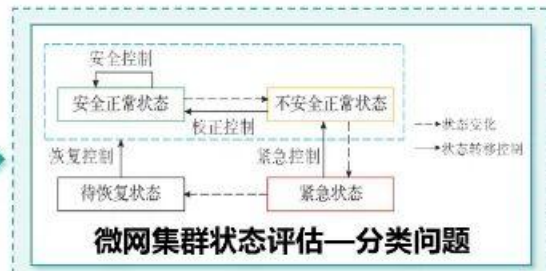 安全控制
安全正常状态
不安全正常状态
校正控制
状态变化
恢复控制
紧急控制
状态转移控制
待恢复状态
紧急状态
微网集群状态评估—分类问题